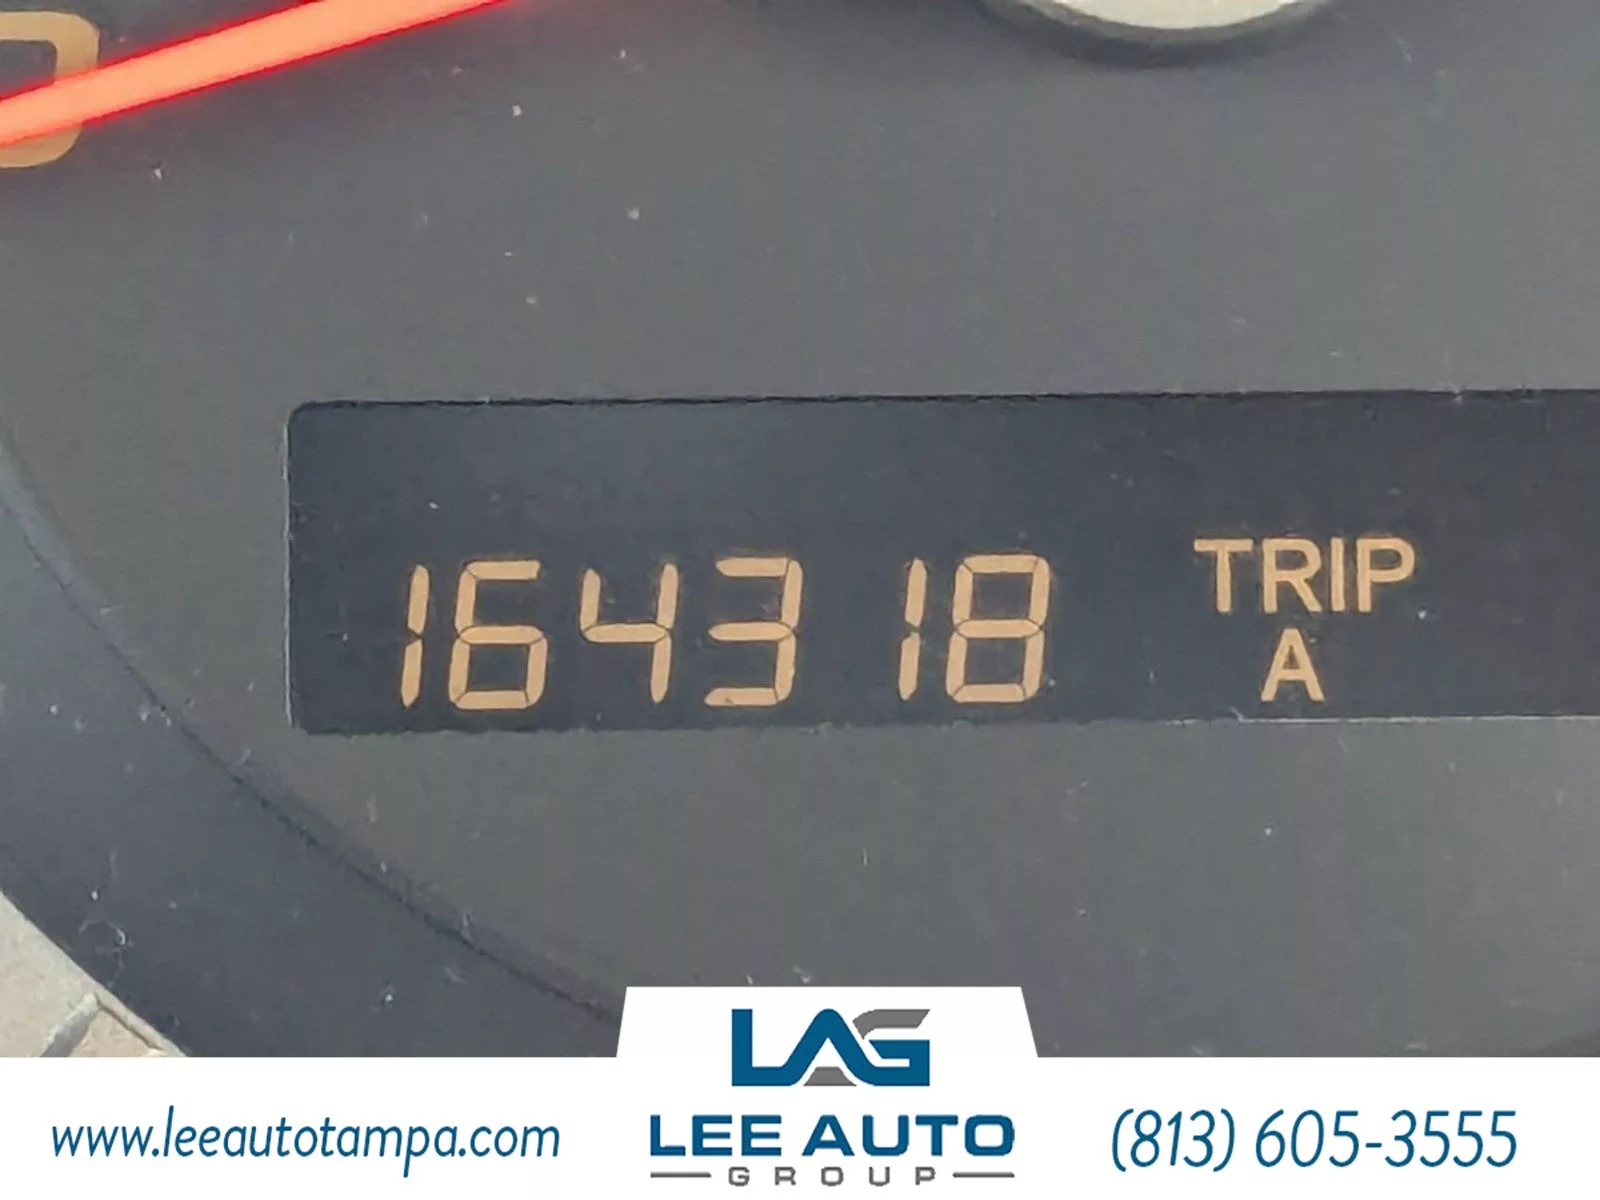 164318 TRIP
A
LAG
www.leeautotampa.com LEE AUTO (813) 605-3555
GROUP